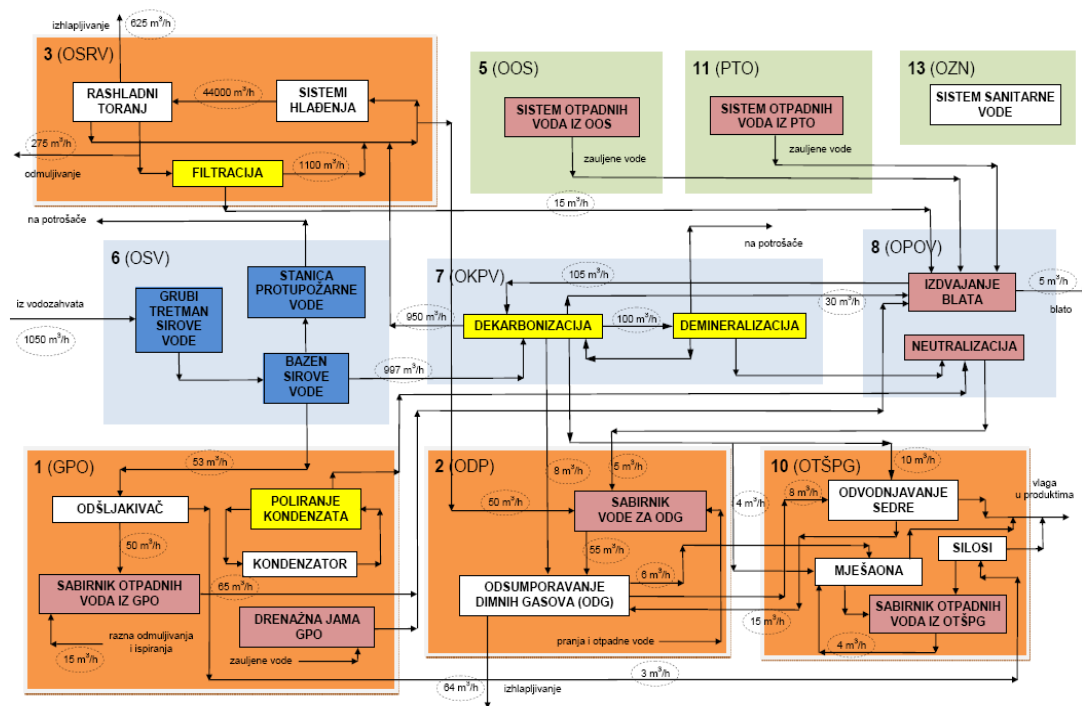 izhlapljivanje
625 m³/h
3 (OSRV)
RASHLADNI
TORANJ
44000 m³/h
SISTEMI
HLAĐENJA
275 m³/h
odmuljivanje
FILTRACIJA
1100 m³/h
5 (OOS)
SISTEM OTPADNIH
VODA IZ OOS
zauljene vode
11 (PTO)
SISTEM OTPADNIH
VODA IZ PTO
zauljene vode
13 (OZN)
SISTEM SANITARNE
VODE
15 m³/h
na potrošače
6 (OSV)
iz vodozahvata
1050 m³/h
GRUBI
TRETMAN
SIROVE
VODE
STANICA
PROTUPOŽARNE
VODE
BAZEN
SIROVE
VODE
997 m³/h
950 m³/h
7 (OKPV)
105 m³/h
DEKARBONIZACIJA
100 m³/h
DEMINERALIZACIJA
na potrošače
8 (OPOV)
30 m³/h
IZDVAJANJE
BLATA
5 m³/h
blato
NEUTRALIZACIJA
1 (GPO)
53 m³/h
ODŠLJAKIVAČ
POLIRANJE
KONDENZATA
50 m³/h
KONDENZATOR
SABIRNIK OTPADNIH
VODA IZ GPO
65 m³/h
DRENAŽNA JAMA
GPO
razna odmuljivanja
i ispiranja
15 m³/h
zauljene vode
2 (ODP)
8 m³/h
5 m³/h
50 m³/h
SABIRNIK
VODE ZA ODG
55 m³/h
6 m³/h
ODSUMPORAVANJE
DIMNIH GASOVA (ODG)
pranja i otpadne vode
64 m³/h
izhlapljivanje
3 m³/h
4 m³/h
10 (OTŠPG)
10 m³/h
8 m³/h
ODVODNJAVANJE
SEDRE
vlaga
u produktima
SILOSI
MJEŠAONA
15 m³/h
SABIRNIK OTPADNIH
VODA IZ OTŠPG
4 m³/h